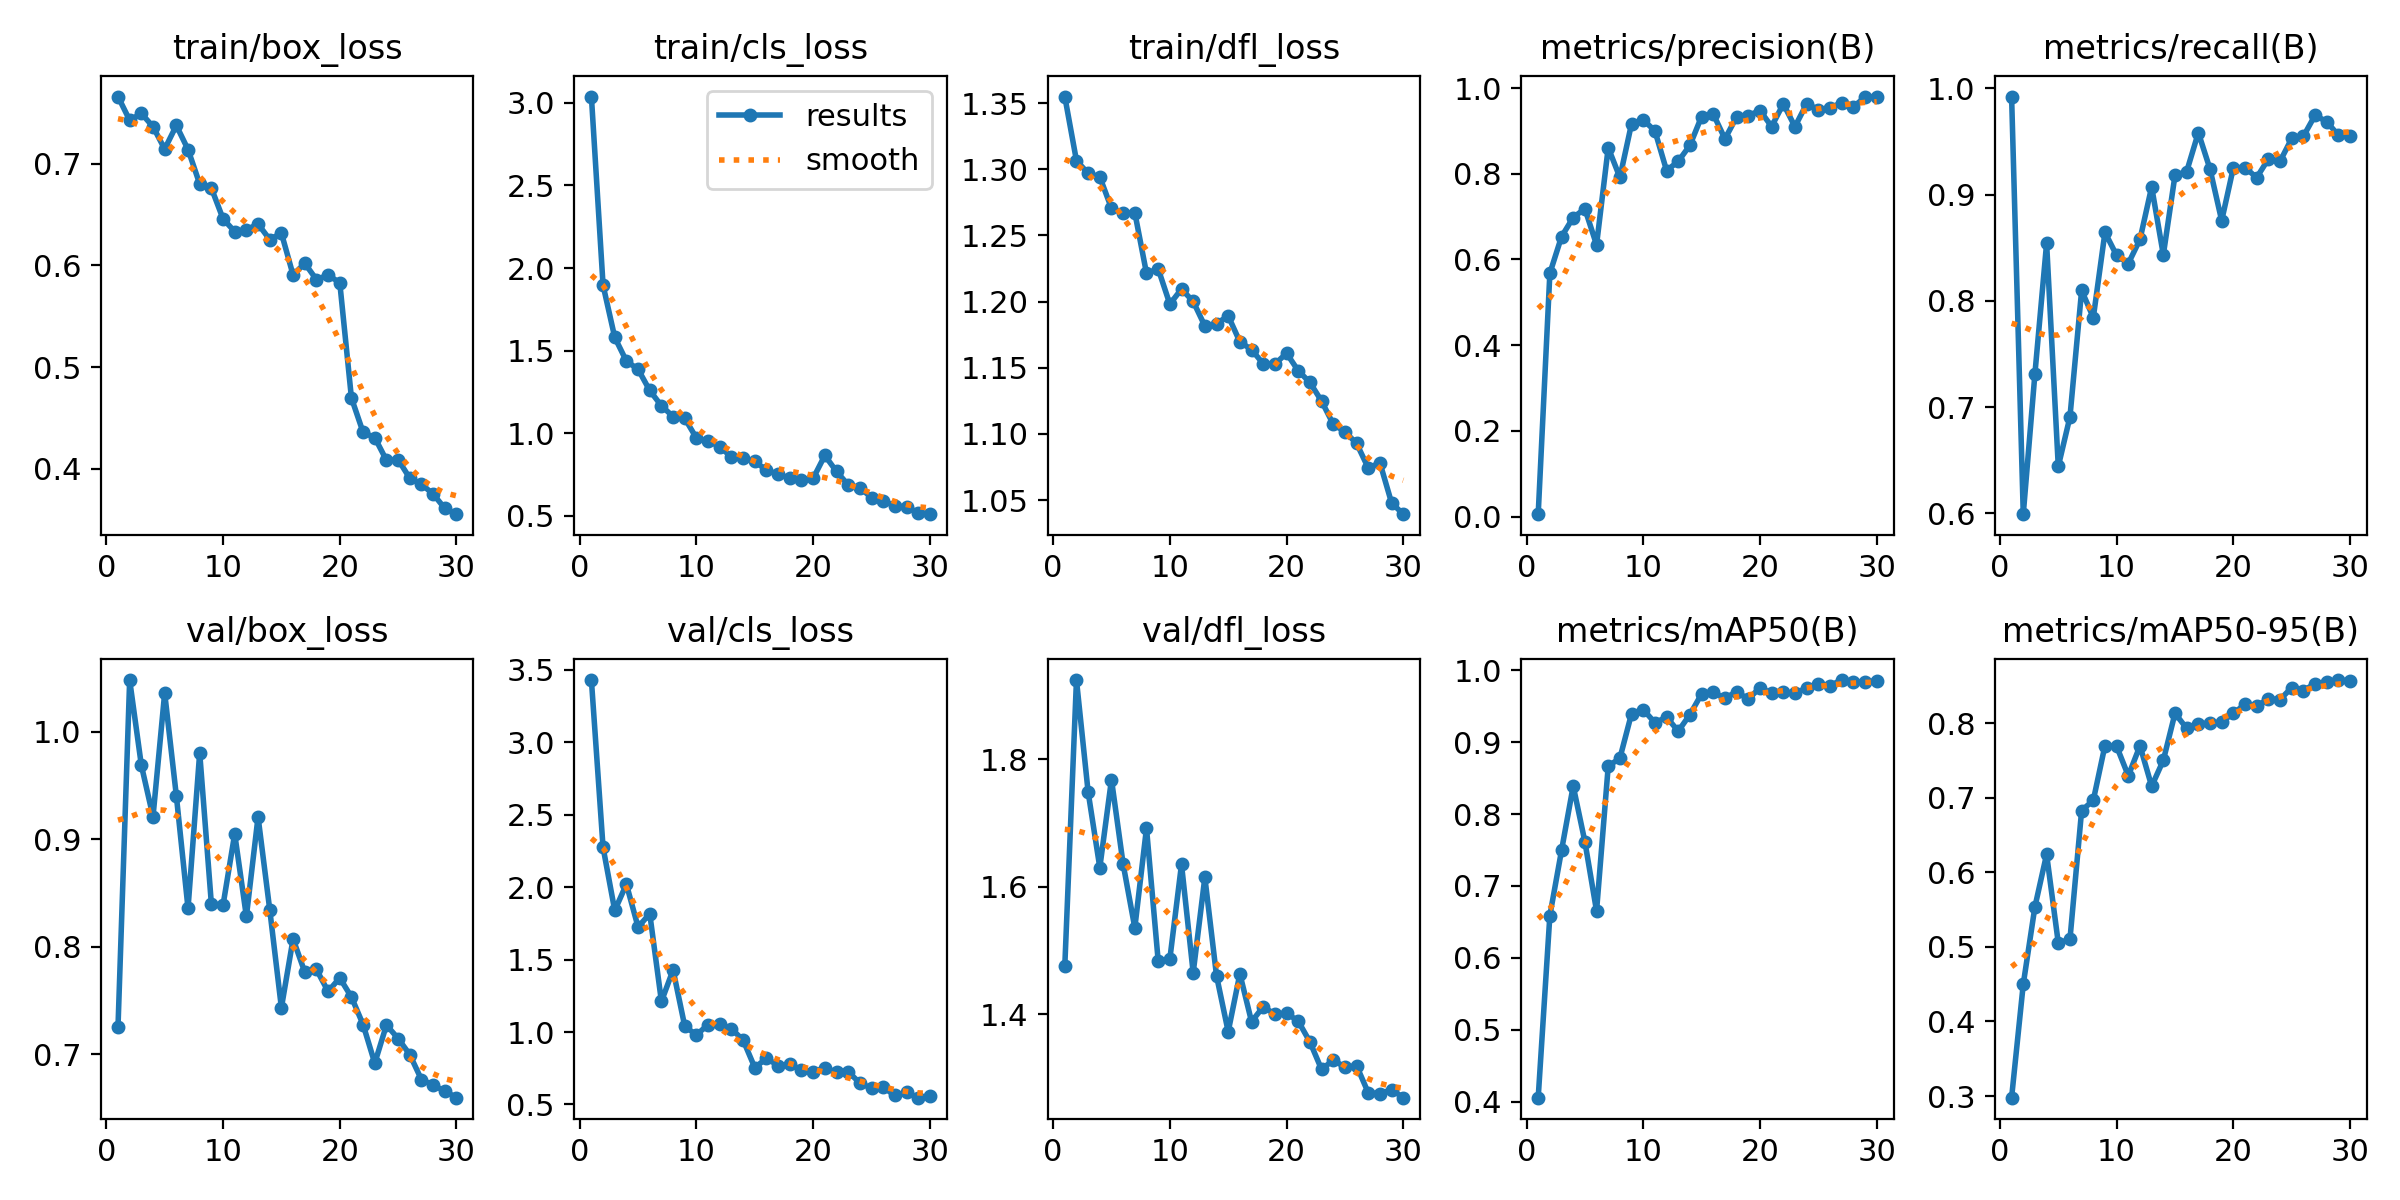 train/box_loss
train/cls_loss
train/dfl_loss
metrics/precision(B)
metrics/recall(B)
0.7
0.6
0.5
0.4
0 10 20 30
3.0
2.5
2.0
1.5
1.0
0.5
0 10 20 30
results
smooth
1.35
1.30
1.25
1.20
1.15
1.10
1.05
0 10 20 30
1.0
0.8
0.6
0.4
0.2
0.0
0 10 20 30
1.0
0.9
0.8
0.7
0.6
0 10 20 30
val/box_loss
val/cls_loss
val/dfl_loss
metrics/mAP50(B)
metrics/mAP50-95(B)
1.0
0.9
0.8
0.7
0 10 20 30
3.5
3.0
2.5
2.0
1.5
1.0
0.5
0 10 20 30
1.8
1.6
1.4
0 10 20 30
1.0
0.9
0.8
0.7
0.6
0.5
0.4
0 10 20 30
0.8
0.7
0.6
0.5
0.4
0.3
0 10 20 30